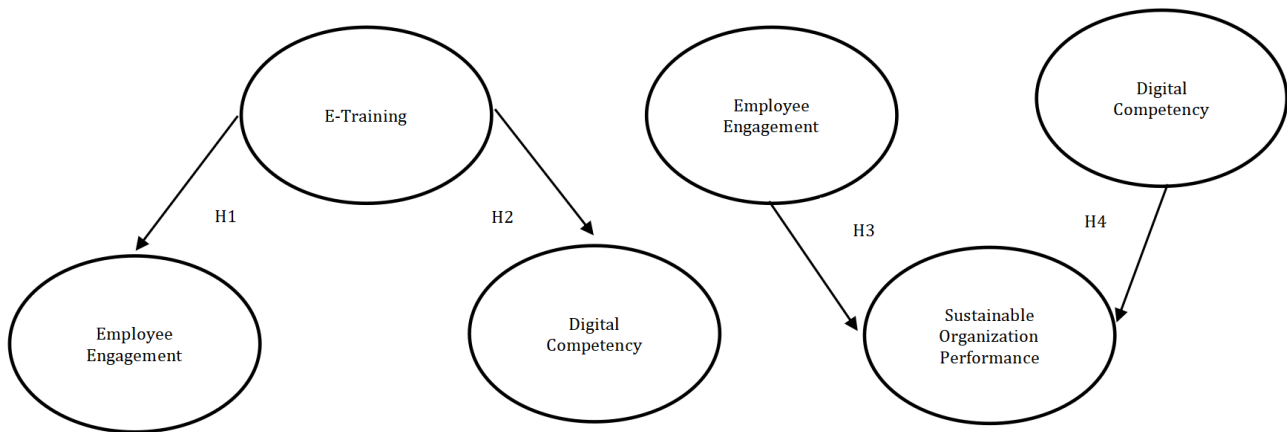 E-Training
Employee
Engagement
Digital
Competency
H1
H2
H3
H4
Employee
Engagement
Digital
Competency
Sustainable
Organization
Performance